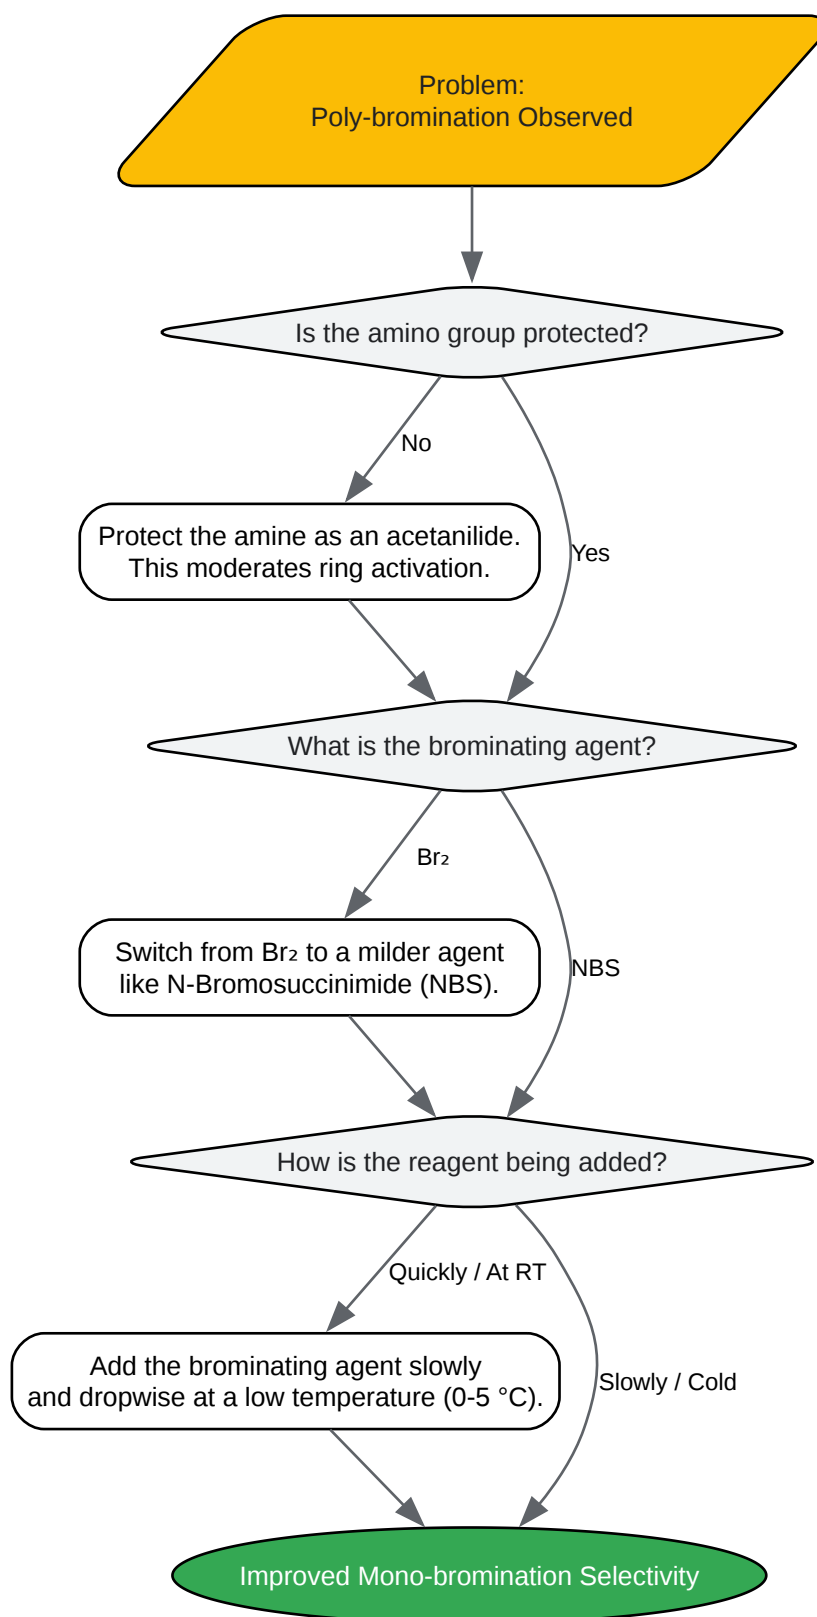 Problem:
Poly-bromination Observed
Is the amino group protected?
No
Protect the amine as an acetanilide.
This moderates ring activation.
Yes
What is the brominating agent?
Br₂
Switch from Br₂ to a milder agent
like N-Bromosuccinimide (NBS).
NBS
How is the reagent being added?
Quickly / At RT
Add the brominating agent slowly
and dropwise at a low temperature (0-5 °C).
Slowly / Cold
Improved Mono-bromination Selectivity